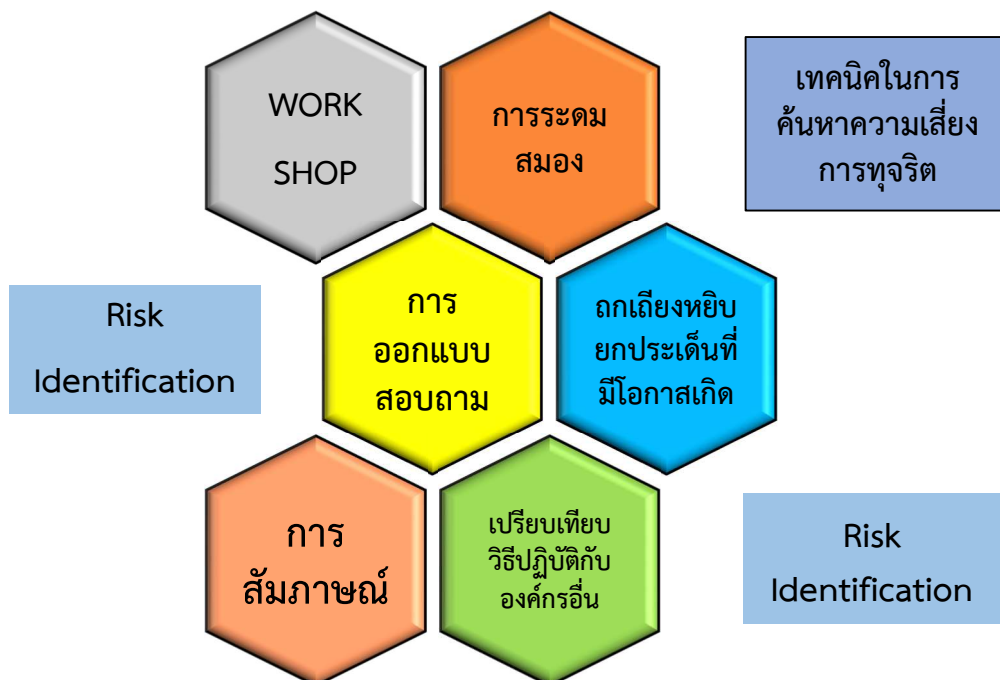 WORK
SHOP
การระดม
สมอง
เทคนิคในการ
ค้นหาความเสี่ยง
การทุจริต
Risk
Identification
การ
ออกแบบ
สอบถาม
ถกเถียงหยิบ
ยกประเด็นที่
มีโอกาสเกิด
การ
สัมภาษณ์
เปรียบเทียบ
วิธีปฏิบัติกับ
องค์กรอื่น
Risk
Identification